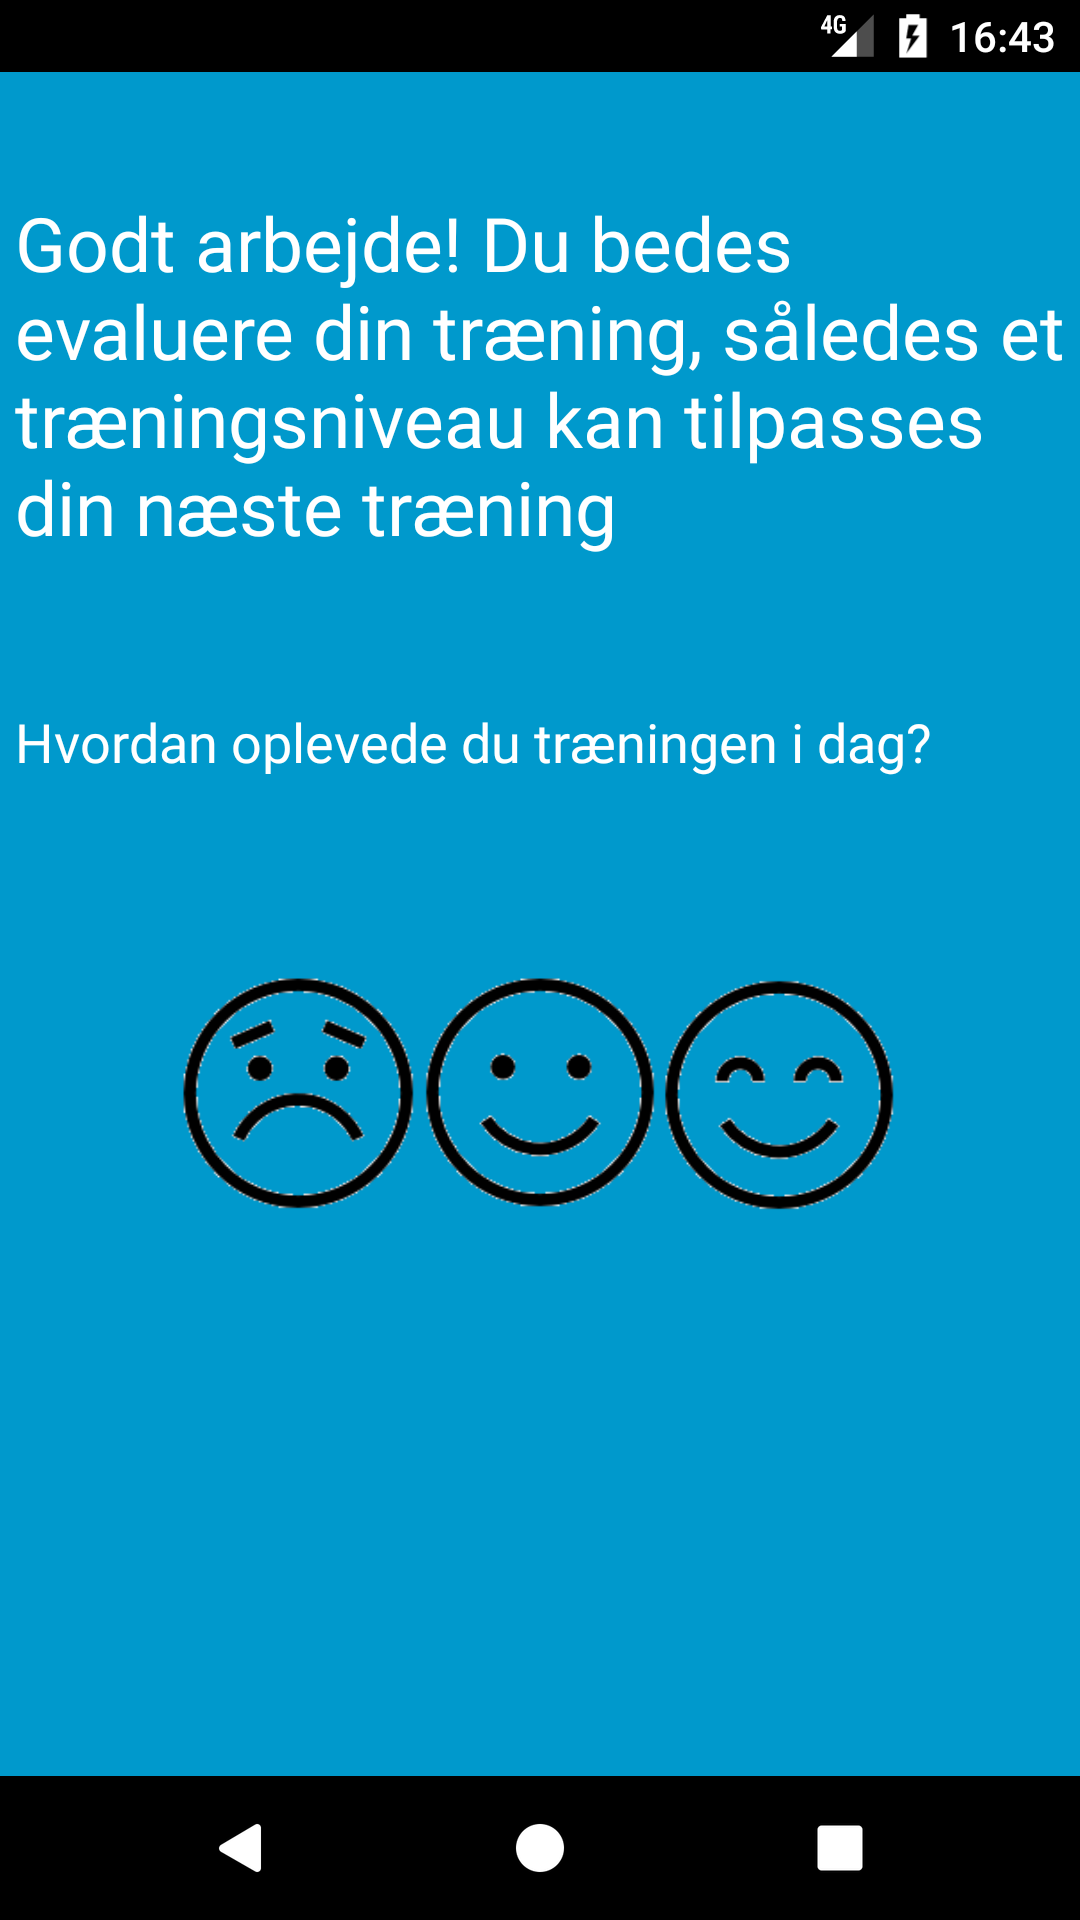 4G 16:43
Godt arbejde! Du bedes
evaluere din træning, således et
træningsniveau kan tilpasses
din næste træning
Hvordan oplevede du træningen i dag?